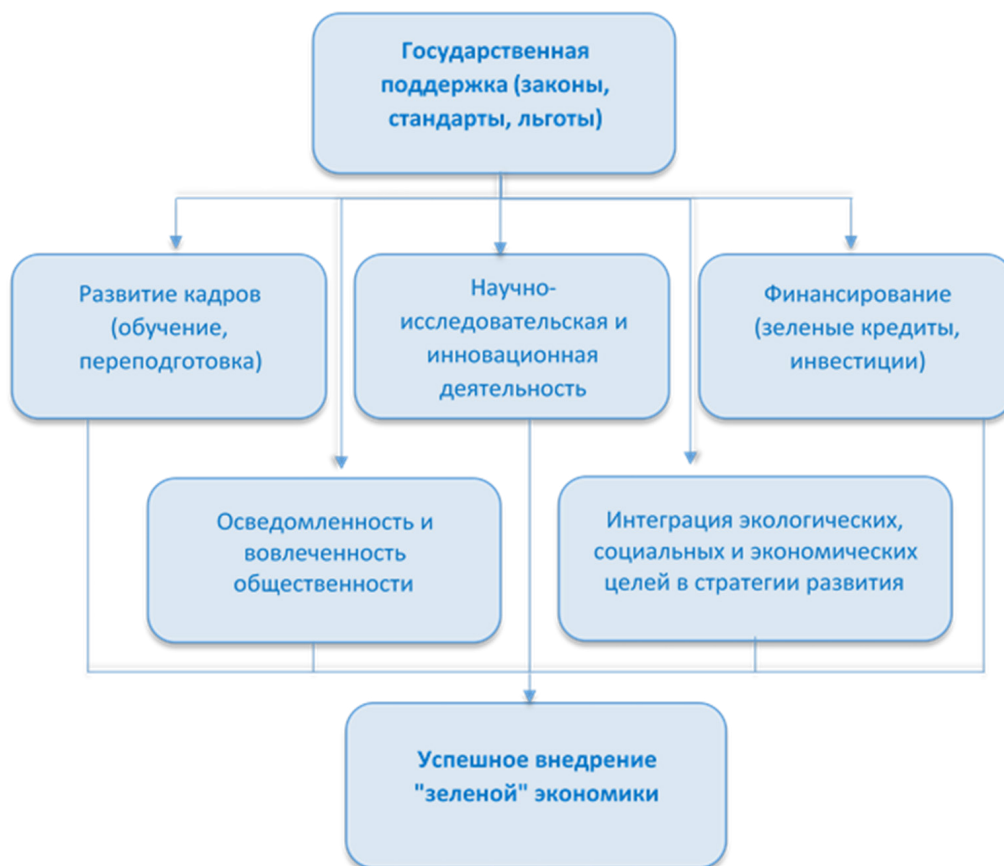 Государственная
поддержка (законы,
стандарты, льготы)
Развитие кадров
(обучение,
переподготовка)
Научно-
исследовательская и
инновационная
деятельность
Финансирование
(зеленые кредиты,
инвестиции)
Осведомленность и
вовлеченность
общественности
Интеграция экологических,
социальных и экономических
целей в стратегии развития
Успешное внедрение
"зеленой" экономики